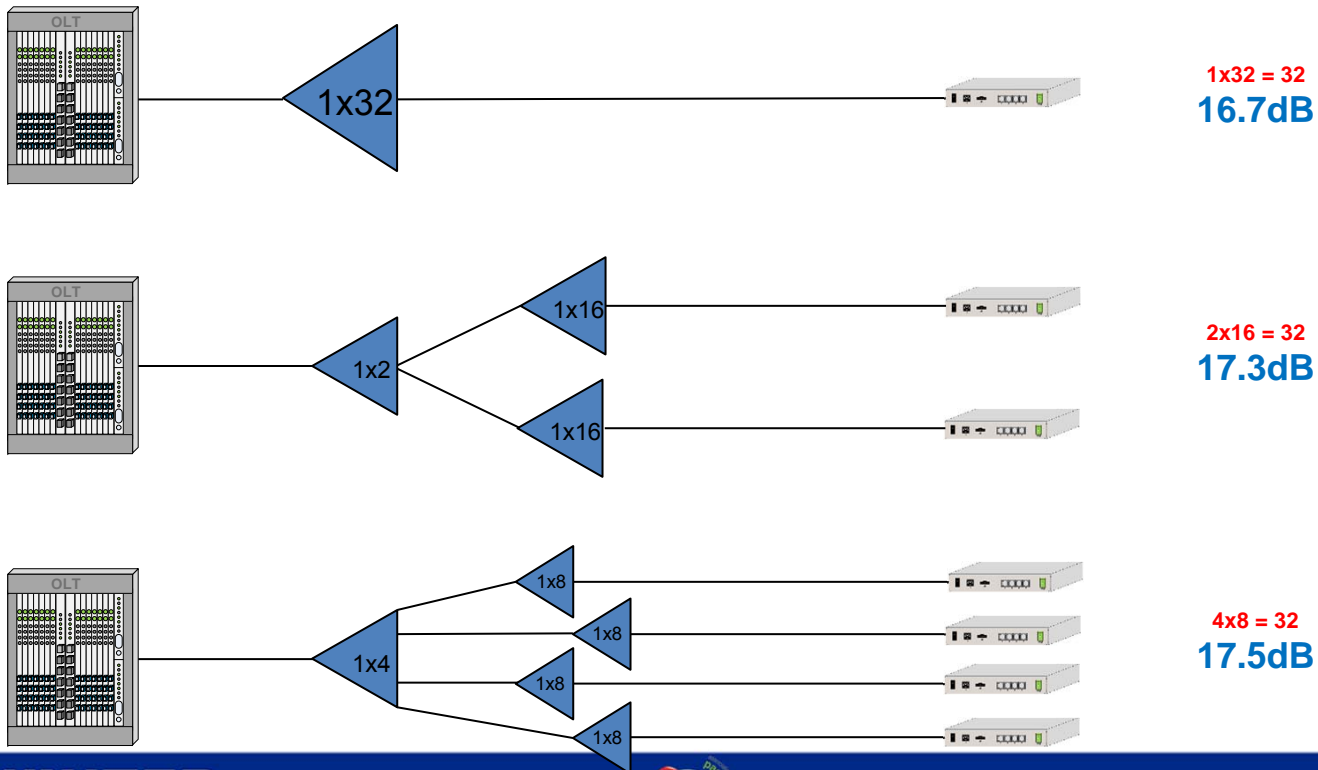 OLT
1x32
1x32 = 32
16.7dB
OLT
1x2
1x16
1x16
2x16 = 32
17.3dB
OLT
1x4
1x8
1x8
1x8
1x8
4x8 = 32
17.5dB